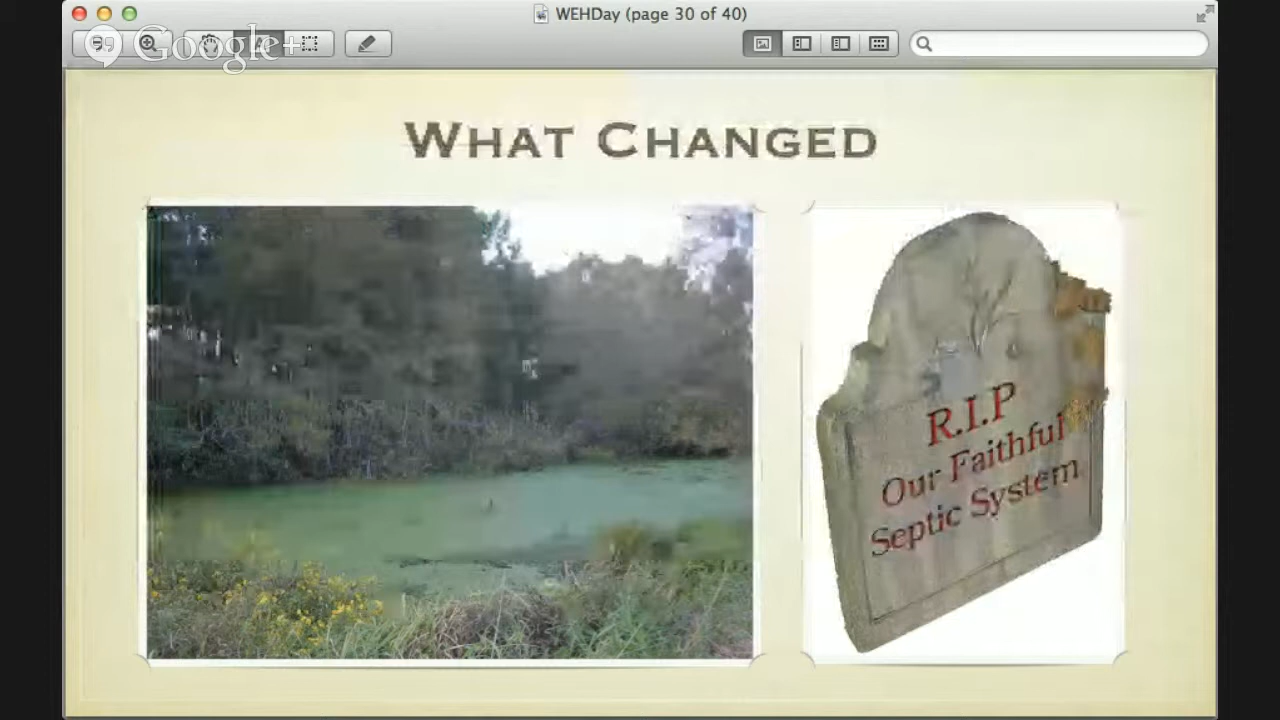 WEHDay (page 30 of 40)
Google+
What Changed
R.I.P
Our Faithful
Septic System